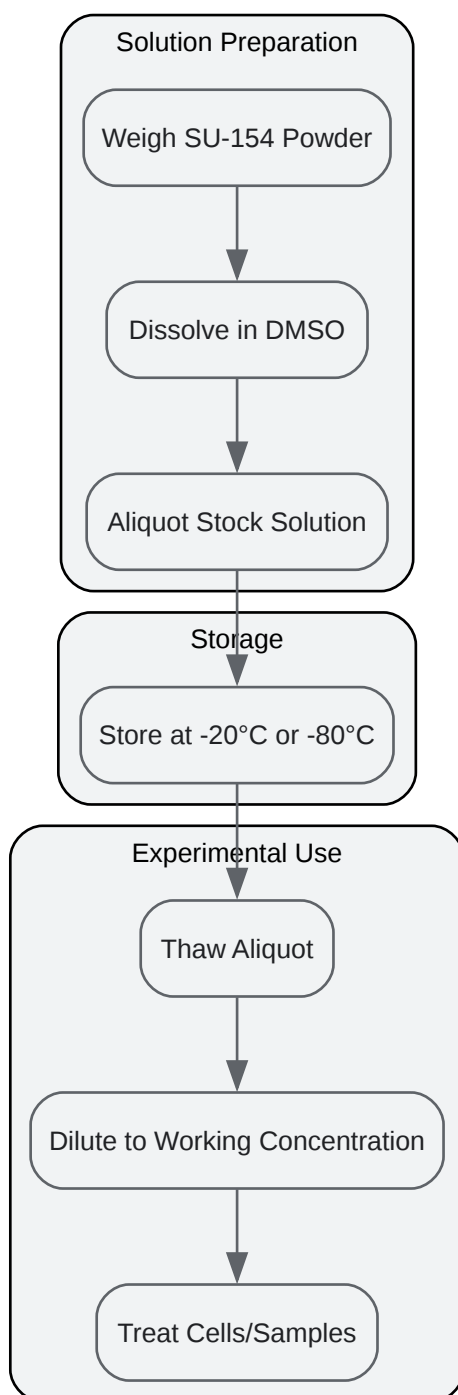 Solution Preparation
Weigh SU-154 Powder
Dissolve in DMSO
Aliquot Stock Solution
Storage
Store at -20°C or -80°C
Experimental Use
Thaw Aliquot
Dilute to Working Concentration
Treat Cells/Samples